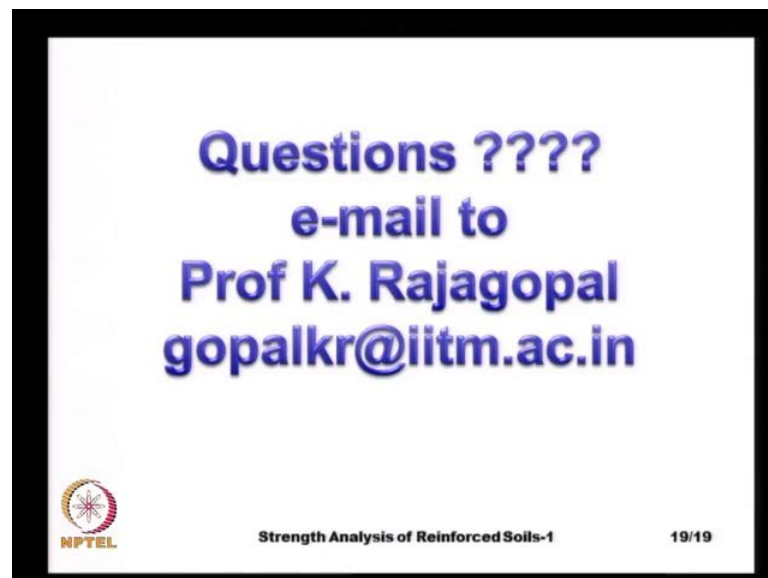 Questions ????
e-mail to
Prof K. Rajagopal
gopalkr@iitm.ac.in
NPTEL
Strength Analysis of Reinforced Soils-1
19/19